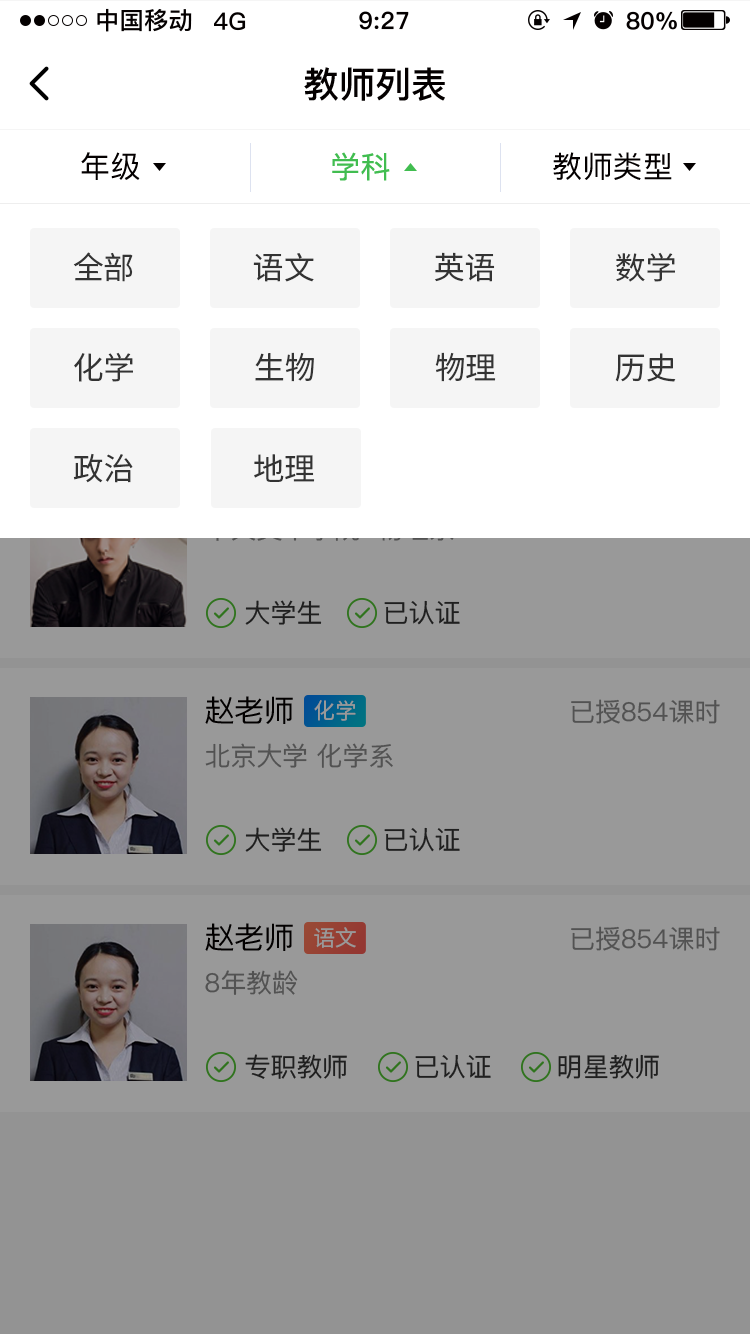 中国移动 4G 9:27 80%
教师列表
年级 学科 教师类型
全部 语文 英语 数学
化学 生物 物理 历史
政治 地理
大学生 已认证
赵老师 化学 已授854课时
北京大学 化学系
大学生 已认证
赵老师 语文 已授854课时
8年教龄
专职教师 已认证 明星教师